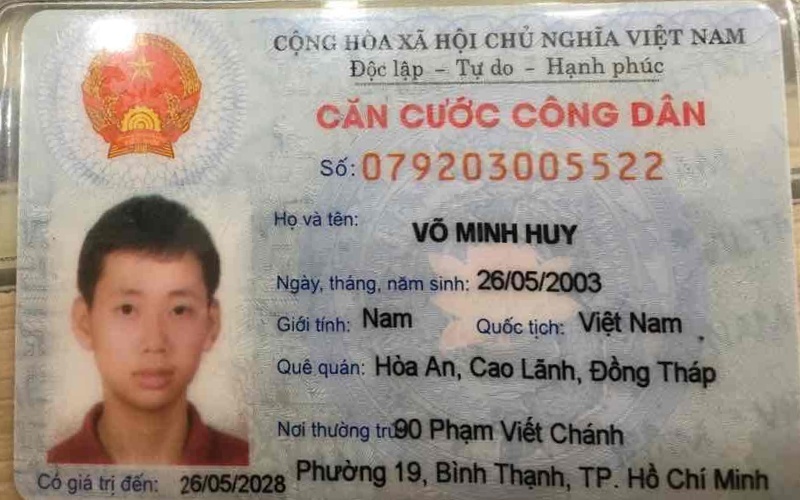 CỘNG HÒA XÃ HỘI CHỦ NGHĨA VIỆT NAM
Độc lập - Tự do - Hạnh phúc
CĂN CƯỚC CÔNG DÂN
Số: 079203005522
Họ và tên: VÕ MINH HUY
Ngày, tháng, năm sinh: 26/05/2003
Giới tính: Nam Quốc tịch: Việt Nam
Quê quán: Hòa An, Cao Lãnh, Đồng Tháp
Nơi thường trú: 90 Phạm Viết Chánh
Phường 19, Bình Thạnh, TP. Hồ Chí Minh
Có giá trị đến: 26/05/2028